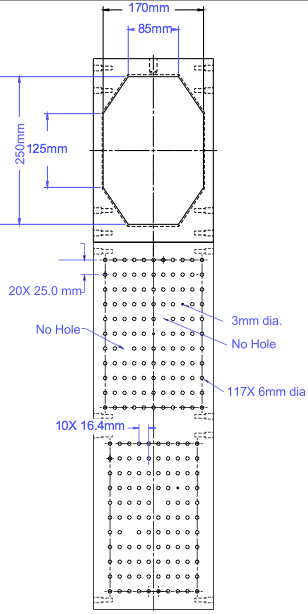 170mm
85mm
250mm
125mm
20X 25.0 mm
3mm dia.
No Hole
No Hole
117X 6mm dia
10X 16.4mm